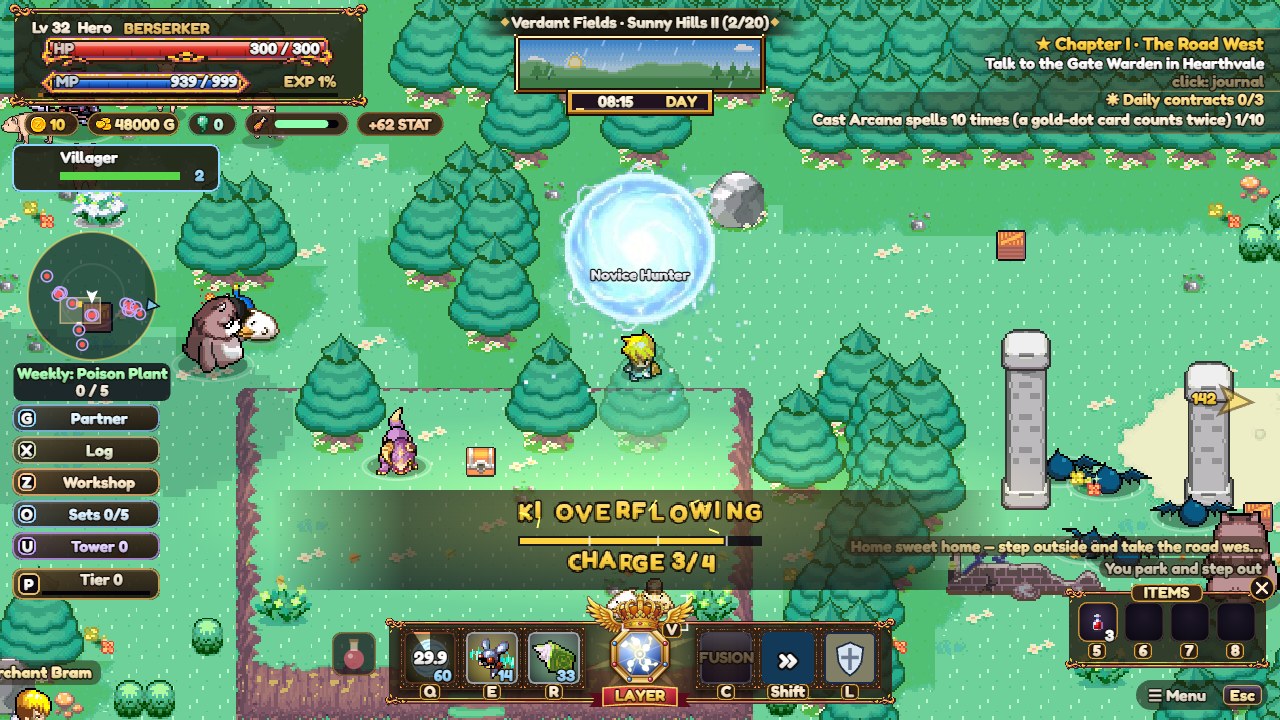 Lv 32 Hero BERSERKER
HP 300 / 300
MP 939 / 999 EXP 1%
10 48000 G 0 +62 STAT
Villager
2
Verdant Fields · Sunny Hills II (2/20)
08:15 DAY
★ Chapter I · The Road West
Talk to the Gate Warden in Hearthvale
click: journal
Daily contracts 0/3
Cast Arcana spells 10 times (a gold-dot card counts twice) 1/10
Novice Hunter
Weekly: Poison Plant
0 / 5
G Partner
X Log
Z Workshop
O Sets 0/5
U Tower 0
P Tier 0
142
KI OVERFLOWING
CHARGE 3/4
Home sweet home — step outside and take the road wes...
You park and step out
ITEMS
3
5 6 7 8
rchant Bram
29.9 60 14 33 V FUSION
Q E R LAYER C Shift L
Menu Esc